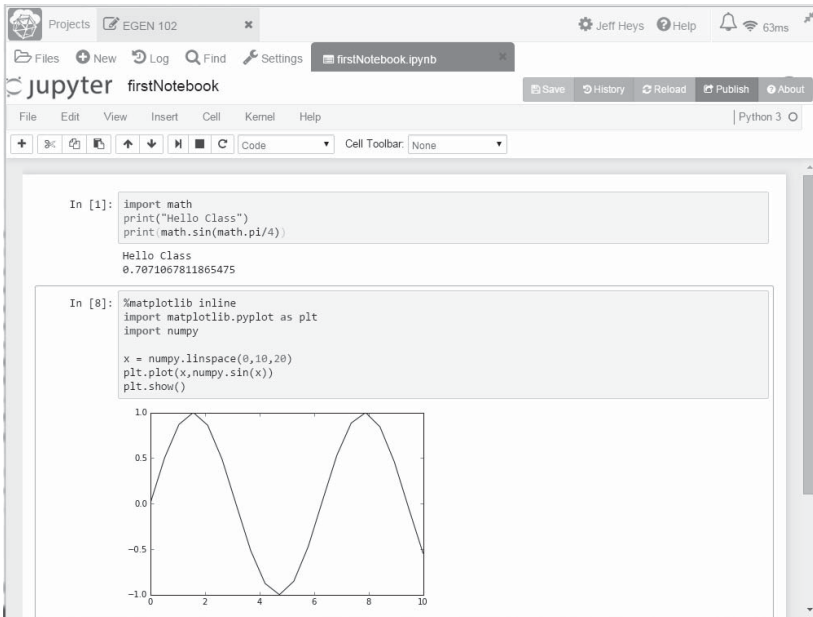 Projects EGEN 102 Jeff Heys Help 63ms
Files New Log Find Settings firstNotebook.ipynb
jupyter firstNotebook Save History Reload Publish About
File Edit View Insert Cell Kernel Help Python 3
Code Cell Toolbar: None
In [1]: import math
print("Hello Class")
print(math.sin(math.pi/4))
Hello Class
0.7071067811865475
In [8]: %matplotlib inline
import matplotlib.pyplot as plt
import numpy
x = numpy.linspace(0,10,20)
plt.plot(x,numpy.sin(x))
plt.show()
1.0
0.5
0.0
−0.5
−1.0
0 2 4 6 8 10